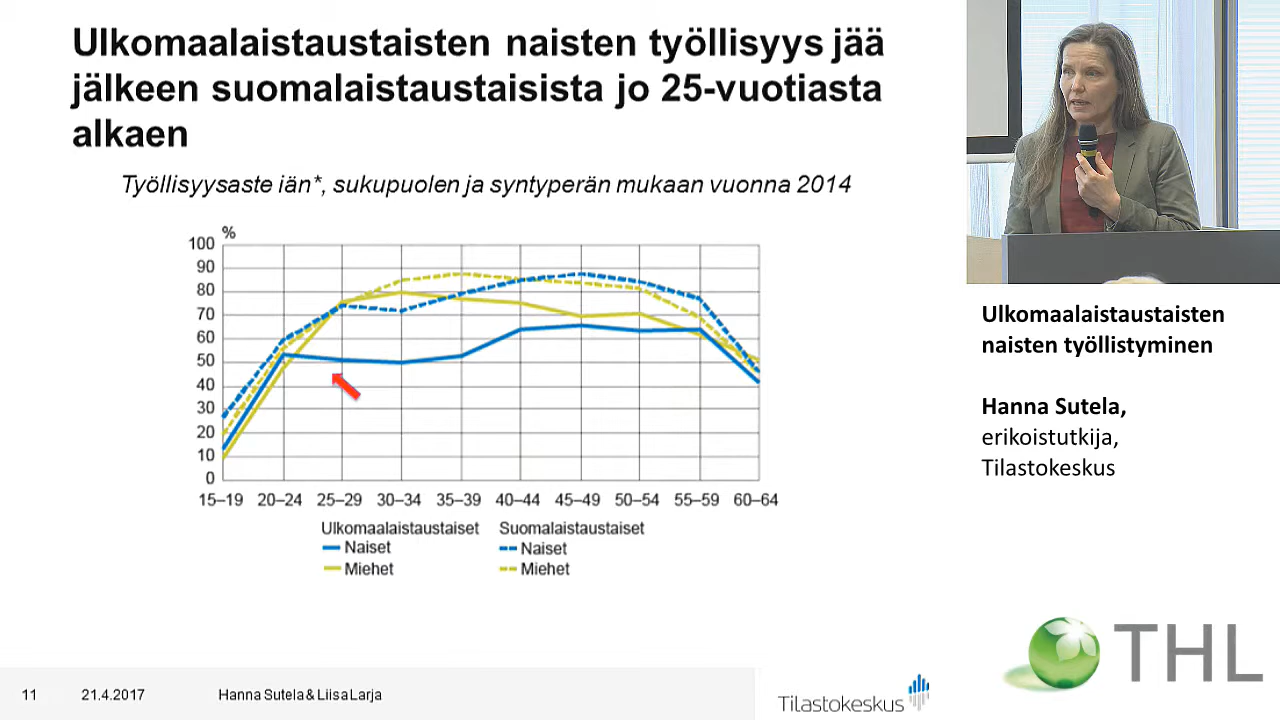 Ulkomaalaistaustaisten naisten työllisyys jää
jälkeen suomalaistaustaisista jo 25-vuotiasta
alkaen
Työllisyysaste iän*, sukupuolen ja syntyperän mukaan vuonna 2014
%
100
90
80
70
60
50
40
30
20
10
0
15–19 20–24 25–29 30–34 35–39 40–44 45–49 50–54 55–59 60–64
Ulkomaalaistaustaiset Suomalaistaustaiset
Naiset Naiset
Miehet Miehet
11 21.4.2017 Hanna Sutela & Liisa Larja
Tilastokeskus
Ulkomaalaistaustaisten
naisten työllistyminen
Hanna Sutela,
erikoistutkija,
Tilastokeskus
THL